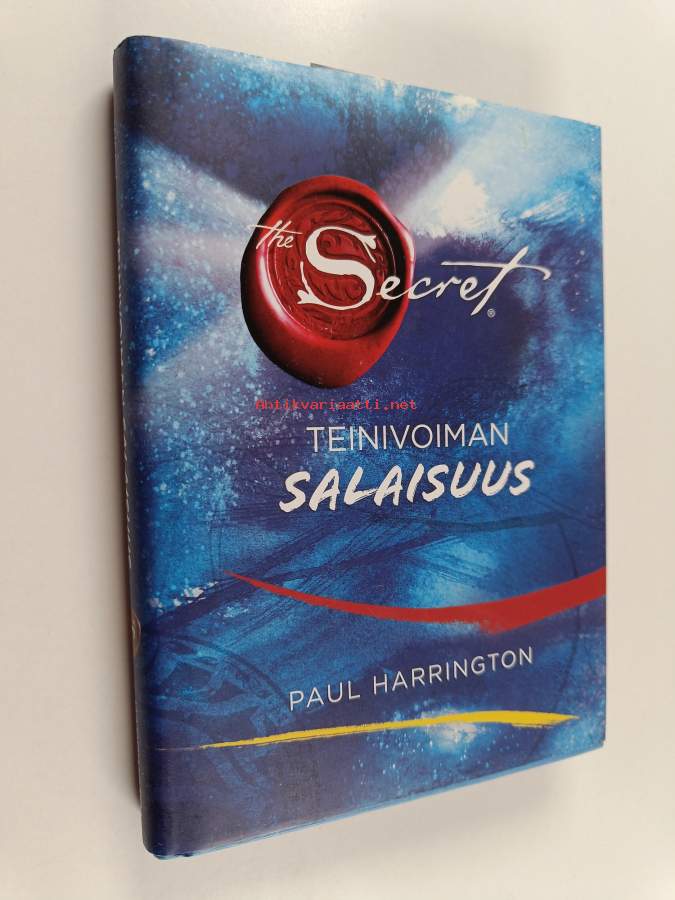 the Secret®
Antikvariaatti.net
TEINIVOIMAN
SALAISUUS
PAUL HARRINGTON